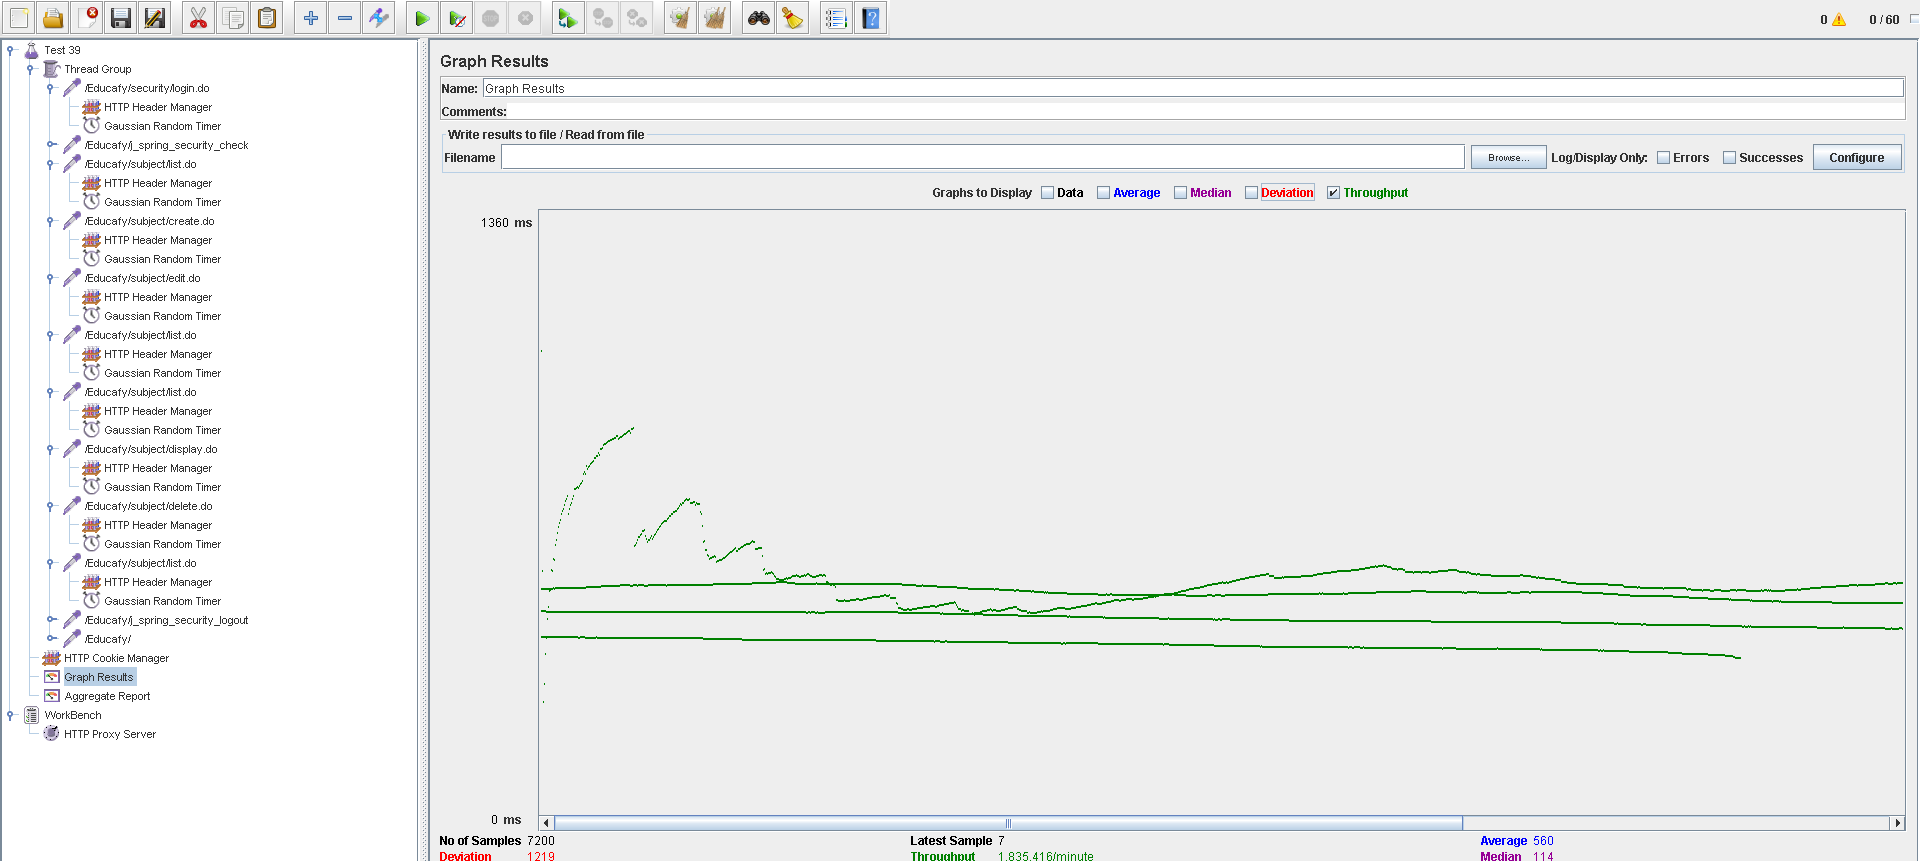 0 0 / 60
Test 39
Thread Group
/Educafy/security/login.do
HTTP Header Manager
Gaussian Random Timer
/Educafy/j_spring_security_check
/Educafy/subject/list.do
HTTP Header Manager
Gaussian Random Timer
/Educafy/subject/create.do
HTTP Header Manager
Gaussian Random Timer
/Educafy/subject/edit.do
HTTP Header Manager
Gaussian Random Timer
/Educafy/subject/list.do
HTTP Header Manager
Gaussian Random Timer
/Educafy/subject/list.do
HTTP Header Manager
Gaussian Random Timer
/Educafy/subject/display.do
HTTP Header Manager
Gaussian Random Timer
/Educafy/subject/delete.do
HTTP Header Manager
Gaussian Random Timer
/Educafy/subject/list.do
HTTP Header Manager
Gaussian Random Timer
/Educafy/j_spring_security_logout
/Educafy/
HTTP Cookie Manager
Graph Results
Aggregate Report
WorkBench
HTTP Proxy Server
Graph Results
Name: Graph Results
Comments:
Write results to file / Read from file
Filename Browse... Log/Display Only: Errors Successes Configure
Graphs to Display Data Average Median Deviation Throughput
1360 ms
0 ms
No of Samples 7200 Latest Sample 7 Average 560
Deviation 1219 Throughput 1.835,416/minute Median 114